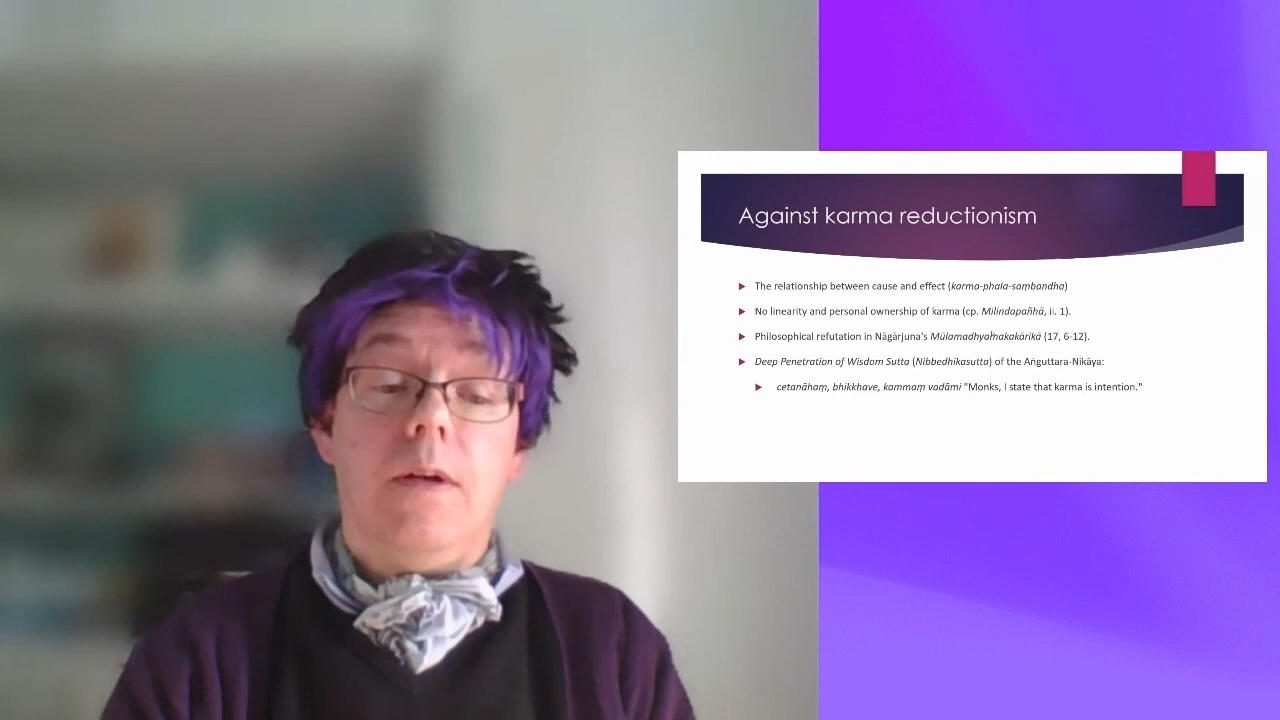 Against karma reductionism
The relationship between cause and effect (karma-phala-saṃbandha)
No linearity and personal ownership of karma (cp. Milindapañhā, ii. 1).
Philosophical refutation in Nāgārjuna's Mūlamadhyamakakārikā (17, 6-12).
Deep Penetration of Wisdom Sutta (Nibbedhikasutta) of the Aṅguttara-Nikāya:
cetanāhaṃ, bhikkhave, kammaṃ vadāmi "Monks, I state that karma is intention."